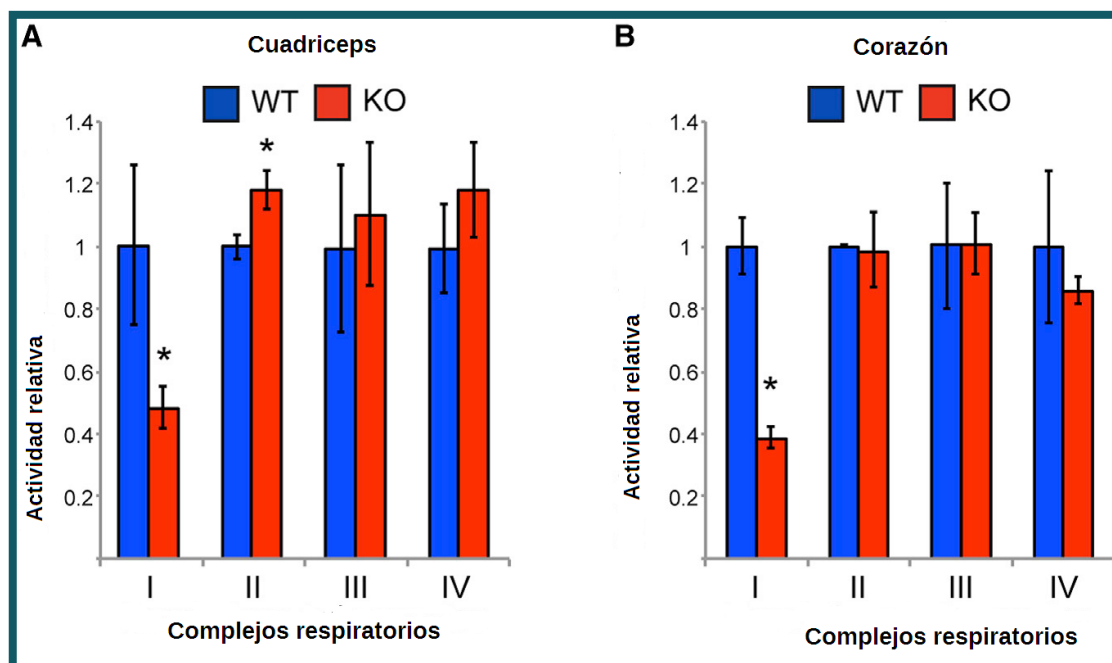 A
Cuadriceps
WT KO
1.4
1.2
1
0.8
0.6
0.4
0.2
*
*
Actividad relativa
I II III IV
Complejos respiratorios
B
Corazón
WT KO
1.4
1.2
1
0.8
0.6
0.4
0.2
*
Actividad relativa
I II III IV
Complejos respiratorios